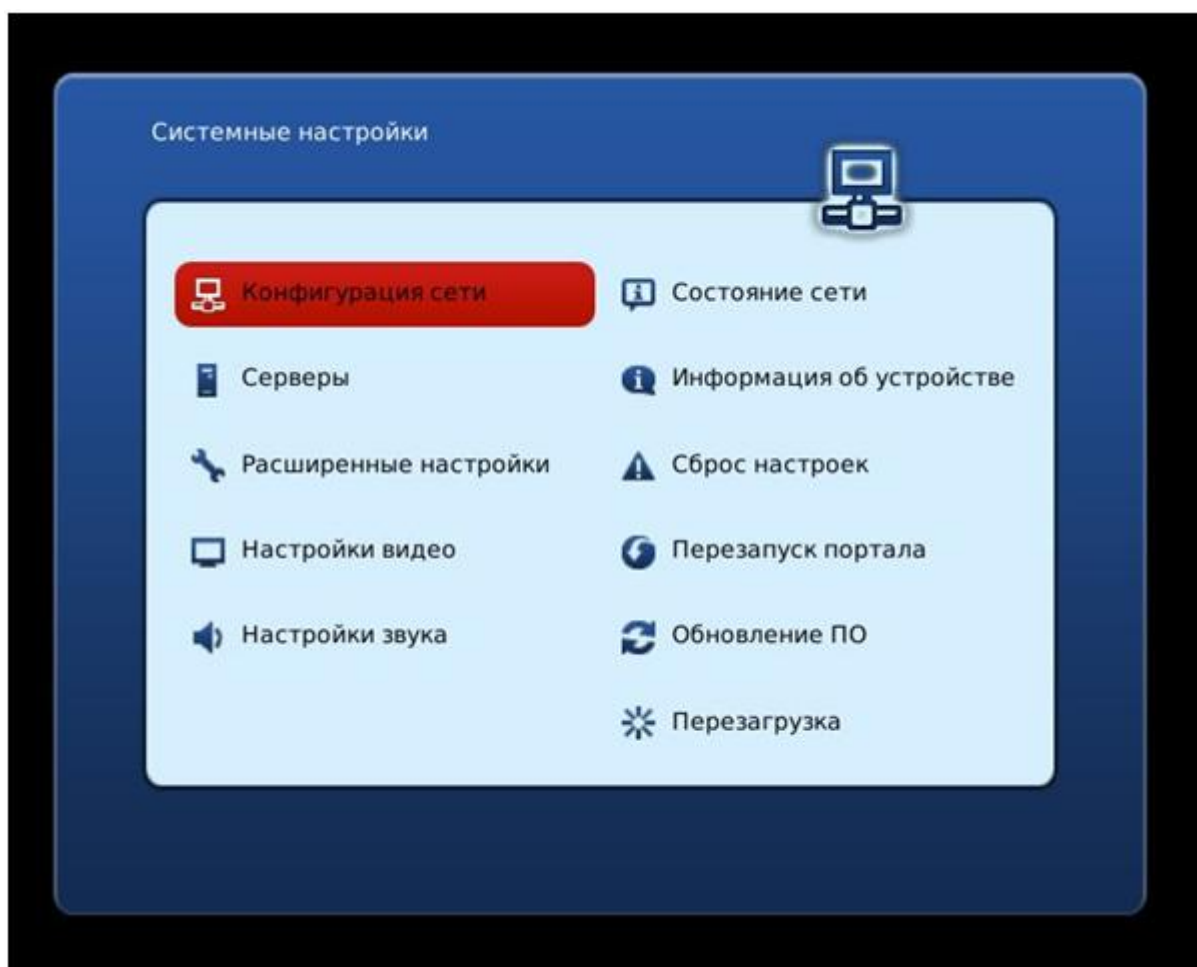 Системные настройки
Конфигурация сети
Состояние сети
Серверы
Информация об устройстве
Расширенные настройки
Сброс настроек
Настройки видео
Перезапуск портала
Настройки звука
Обновление ПО
Перезагрузка